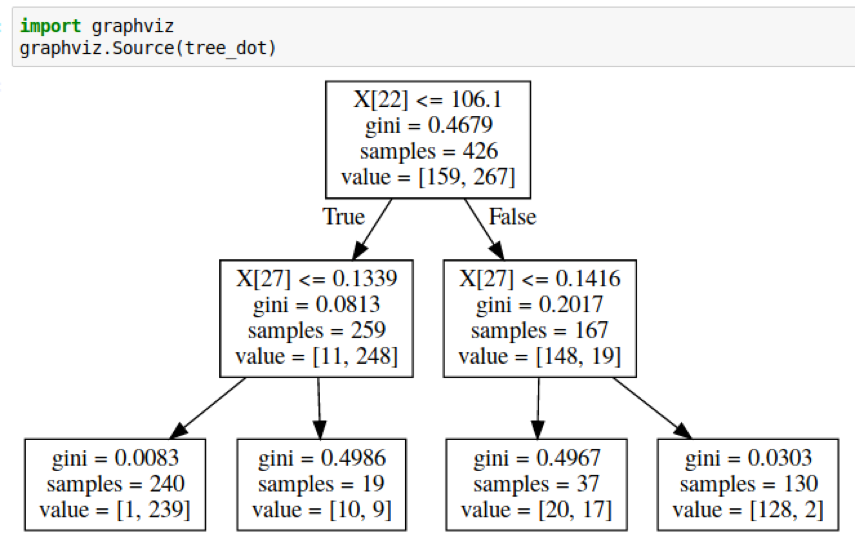 import graphviz
graphviz.Source(tree_dot)
X[22] <= 106.1
gini = 0.4679
samples = 426
value = [159, 267]
True
False
X[27] <= 0.1339
gini = 0.0813
samples = 259
value = [11, 248]
X[27] <= 0.1416
gini = 0.2017
samples = 167
value = [148, 19]
gini = 0.0083
samples = 240
value = [1, 239]
gini = 0.4986
samples = 19
value = [10, 9]
gini = 0.4967
samples = 37
value = [20, 17]
gini = 0.0303
samples = 130
value = [128, 2]